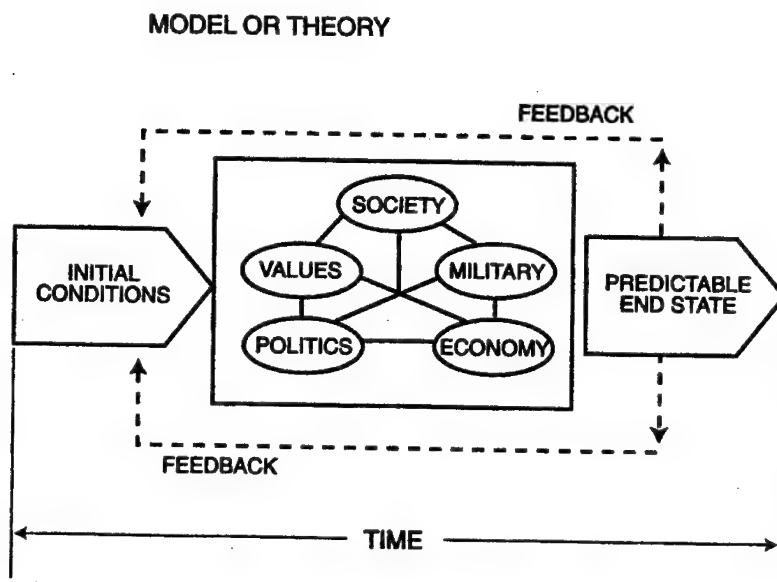 MODEL OR THEORY
FEEDBACK
SOCIETY
VALUES
MILITARY
INITIAL
CONDITIONS
PREDICTABLE
END STATE
POLITICS
ECONOMY
FEEDBACK
TIME